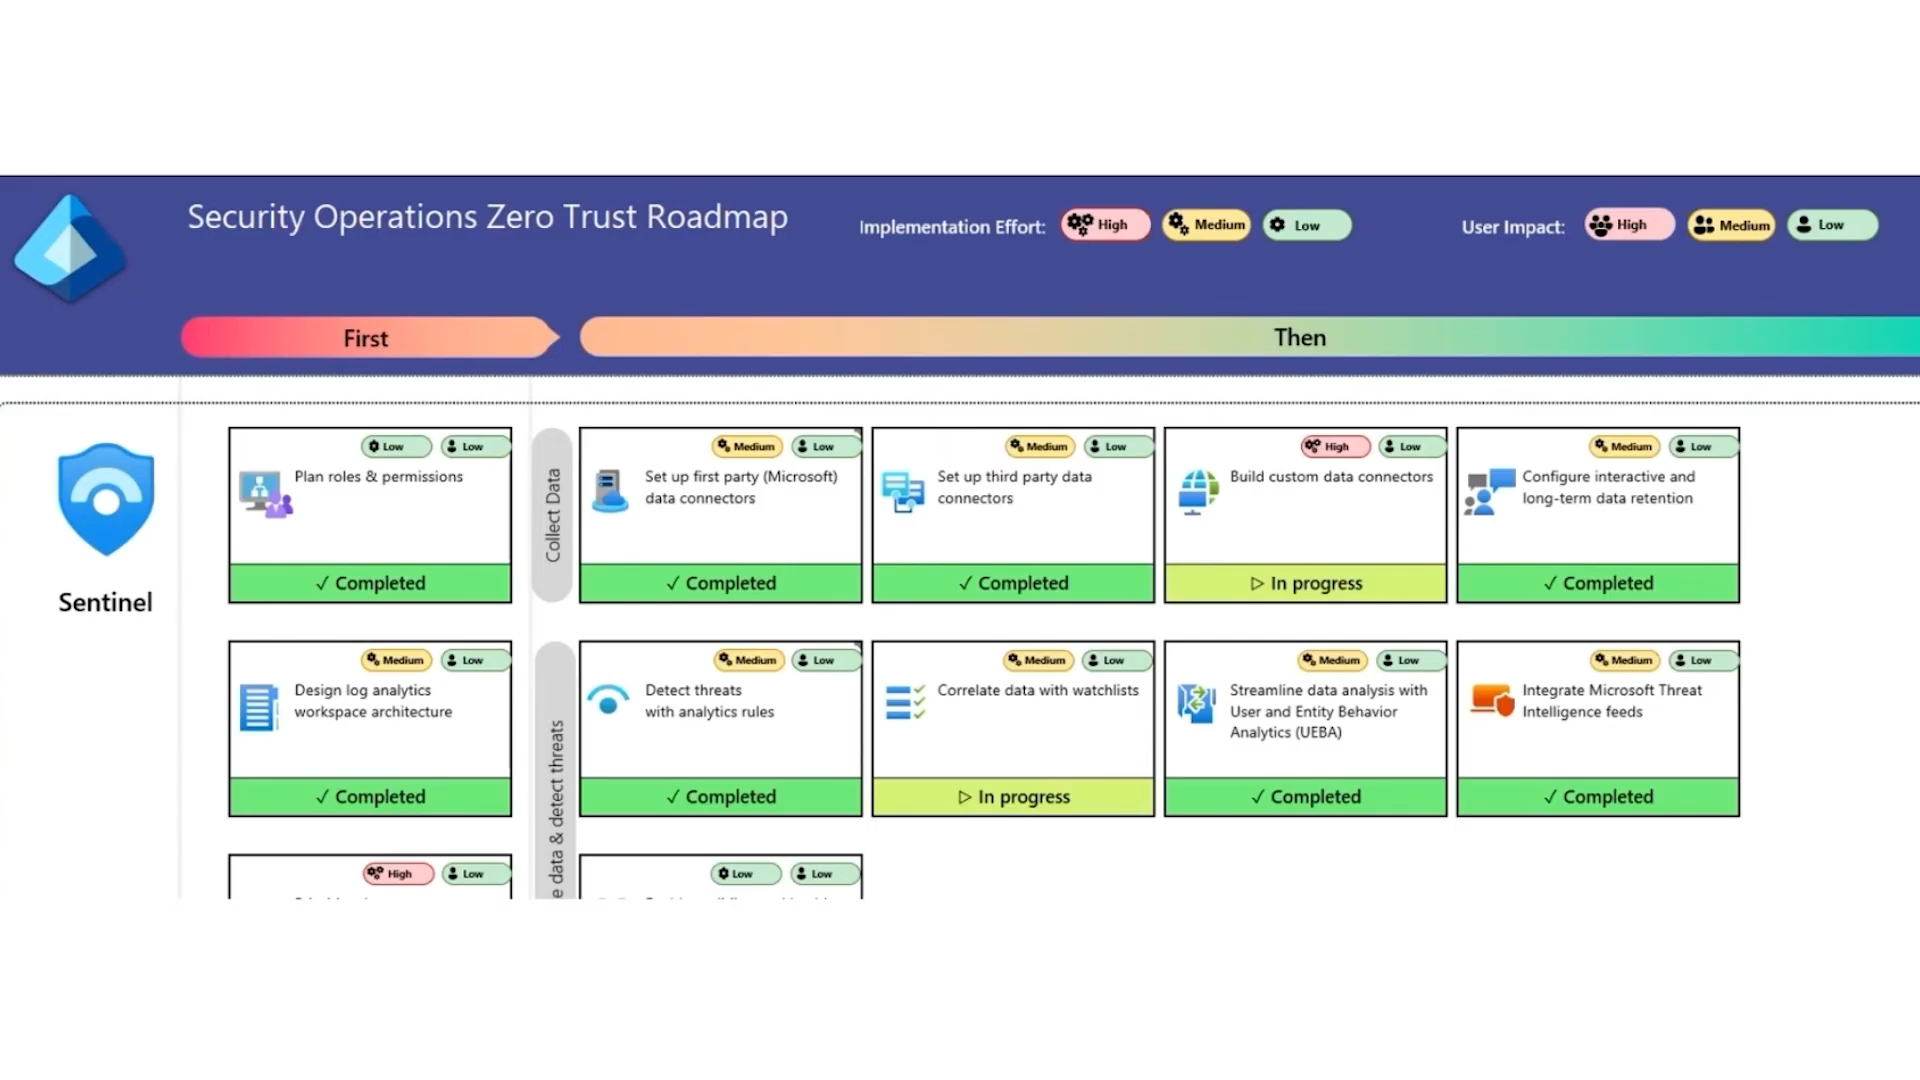 Security Operations Zero Trust Roadmap
Implementation Effort: High Medium Low
User Impact: High Medium Low
First
Then
Sentinel
Low Low
Plan roles & permissions
✓ Completed
Collect Data
Medium Low
Set up first party (Microsoft)
data connectors
✓ Completed
Medium Low
Set up third party data
connectors
✓ Completed
High Low
Build custom data connectors
▷ In progress
Medium Low
Configure interactive and
long-term data retention
✓ Completed
Medium Low
Design log analytics
workspace architecture
✓ Completed
data & detect threats
Medium Low
Detect threats
with analytics rules
✓ Completed
Medium Low
Correlate data with watchlists
▷ In progress
Medium Low
Streamline data analysis with
User and Entity Behavior
Analytics (UEBA)
✓ Completed
Medium Low
Integrate Microsoft Threat
Intelligence feeds
✓ Completed
High Low
Low Low